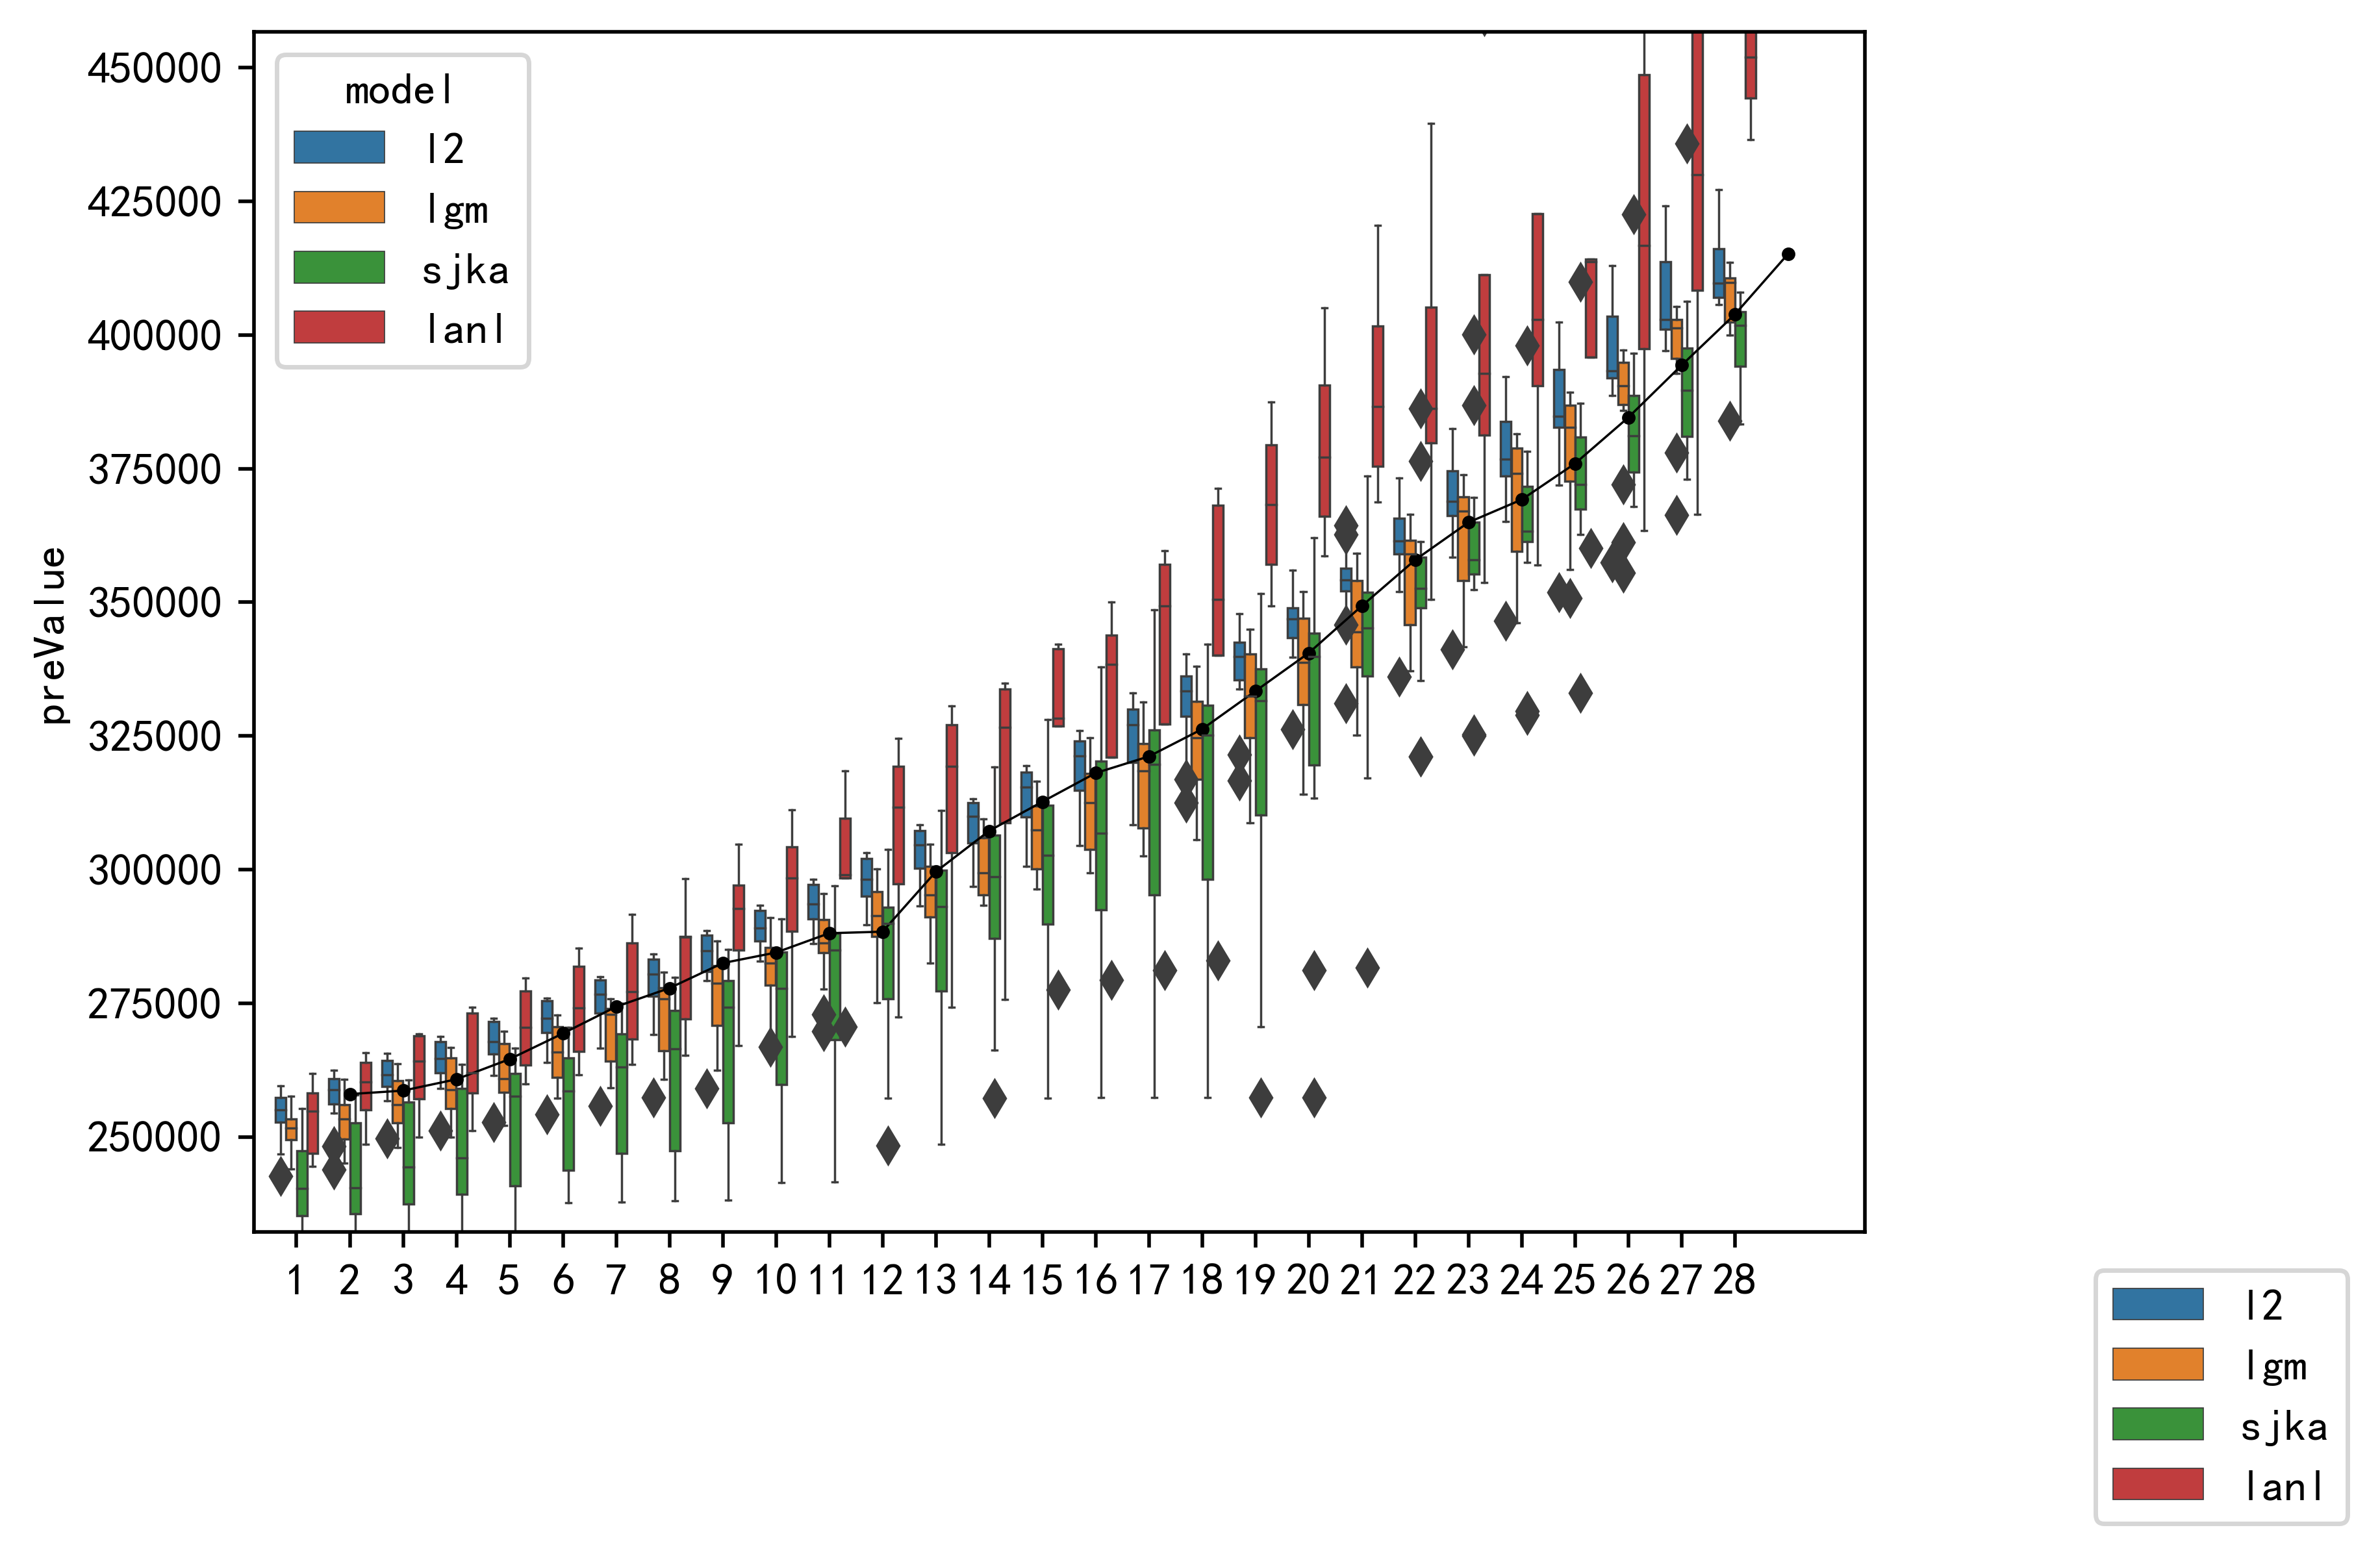 450000
425000
400000
375000
350000
325000
300000
275000
250000
preValue
model
l2
lgm
sjka
lanl
1 2 3 4 5 6 7 8 9 10 11 12 13 14 15 16 17 18 19 20 21 22 23 24 25 26 27 28
l2
lgm
sjka
lanl